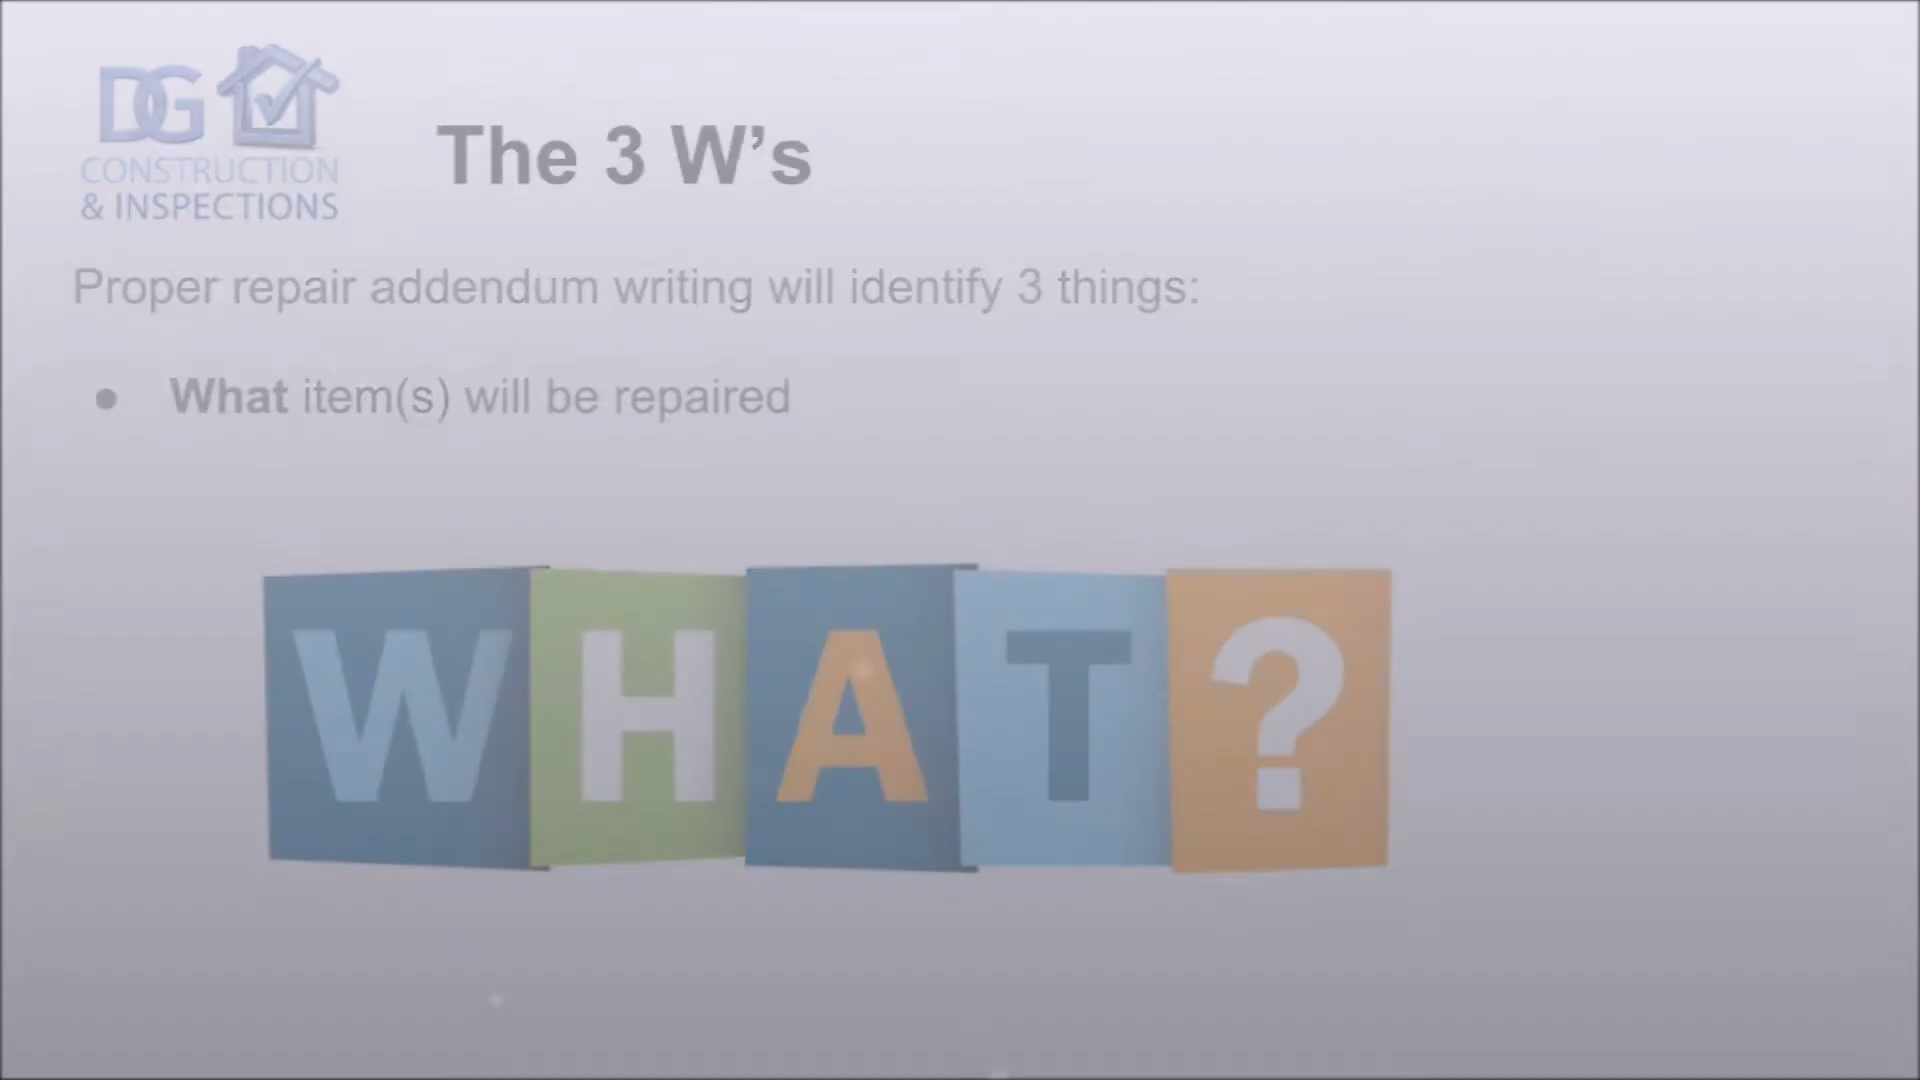 DG
CONSTRUCTION
& INSPECTIONS
The 3 W’s
Proper repair addendum writing will identify 3 things:
● What item(s) will be repaired
WHAT?